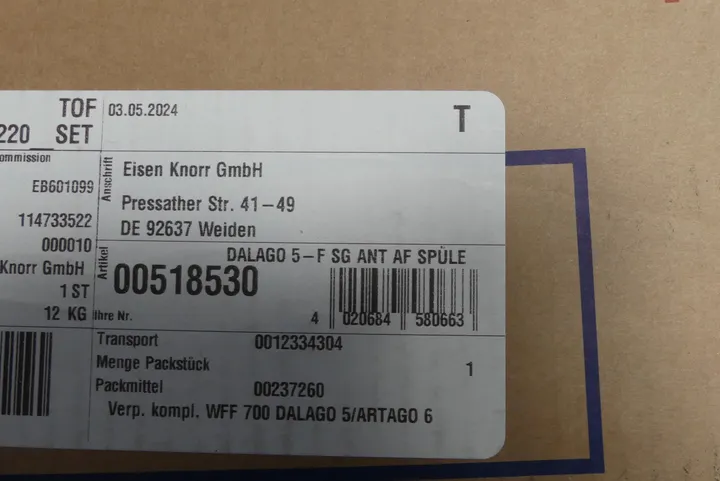 TOF
220_SET
03.05.2024
T
ommission
EB601099
114733522
000010
Knorr GmbH
1 ST
12 KG
Anschrift
Eisen Knorr GmbH
Pressather Str. 41-49
DE 92637 Weiden
Artikel
DALAGO 5-F SG ANT AF SPÜLE
00518530
Ihre Nr.
4 020684 580663
Transport 0012334304
Menge Packstück 1
Packmittel 00237260
Verp. kompl. WFF 700 DALAGO 5/ARTAGO 6